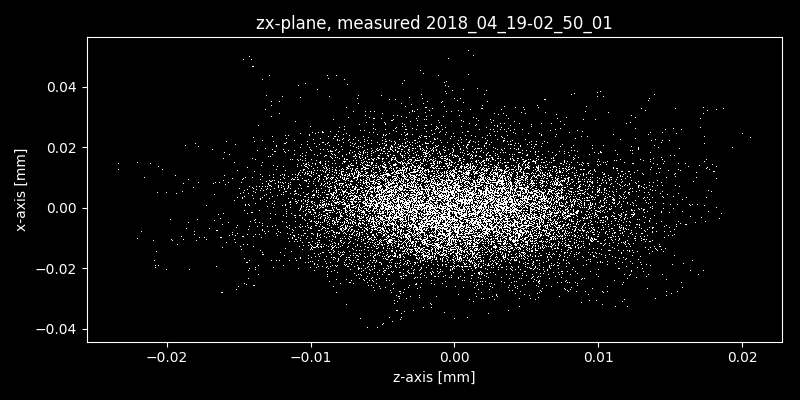 zx-plane, measured 2018_04_19-02_50_01
0.04
0.02
0.00
−0.02
−0.04
x-axis [mm]
−0.02 −0.01 0.00 0.01 0.02
z-axis [mm]